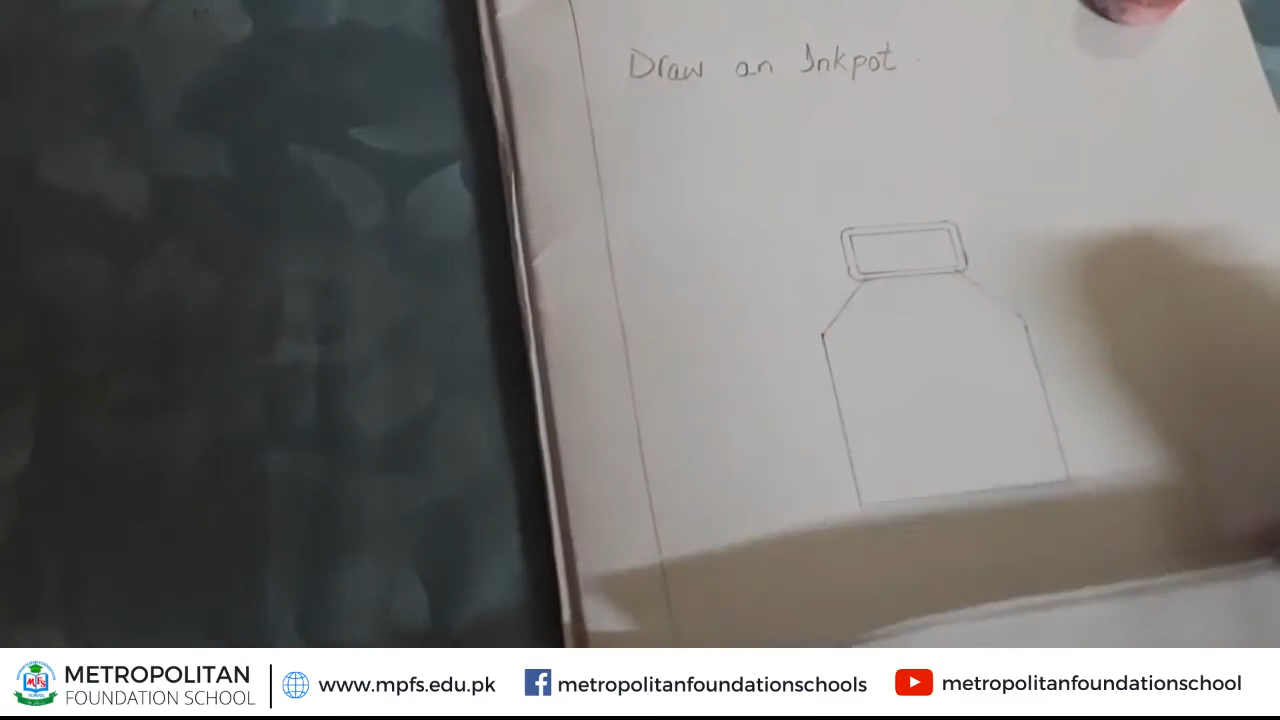 Draw an Inkpot.
METROPOLITAN
FOUNDATION SCHOOL
www.mpfs.edu.pk
metropolitanfoundationschools
metropolitanfoundationschool